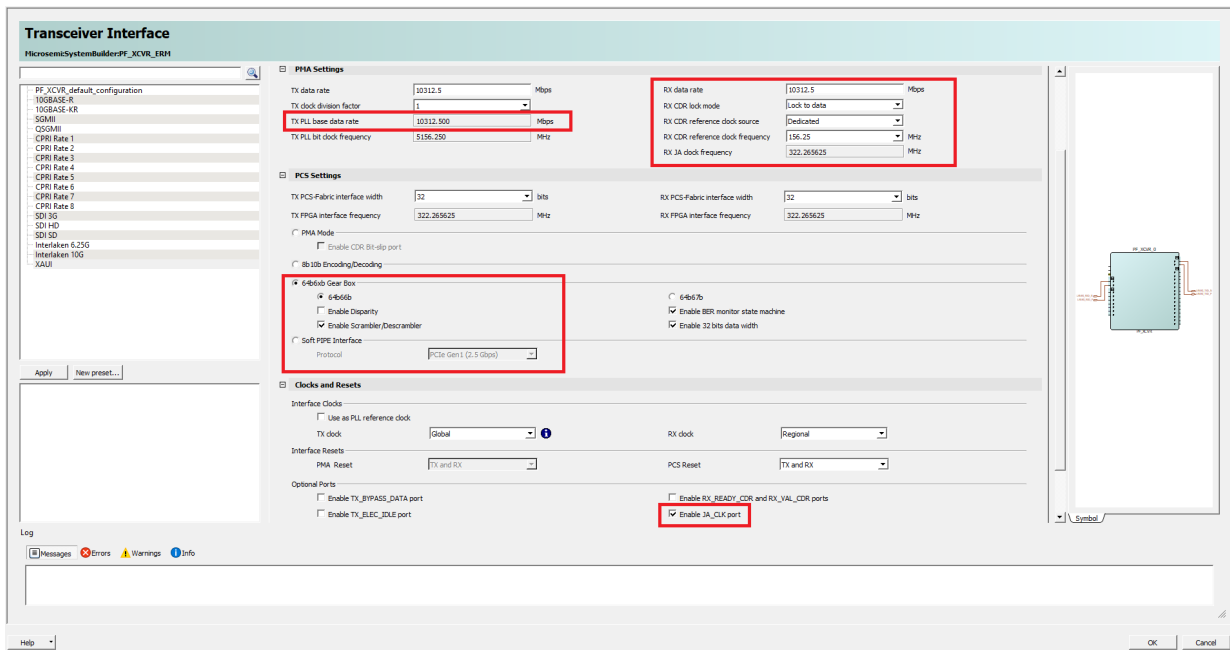 Transceiver Interface
Microsemi:SystemBuilder:PF_XCVR_ERM
PF_XCVR_default_configuration
10GBASE-R
10GBASE-KR
SGMII
QSGMII
CPRI Rate 1
CPRI Rate 2
CPRI Rate 3
CPRI Rate 4
CPRI Rate 5
CPRI Rate 6
CPRI Rate 7
CPRI Rate 8
SDI 3G
SDI HD
SDI SD
Interlaken 6.25G
Interlaken 10G
XAUI
Apply New preset...
PMA Settings
TX data rate 10312.5 Mbps RX data rate 10312.5 Mbps
TX clock division factor 1 RX CDR lock mode Lock to data
TX PLL base data rate 10312.500 Mbps RX CDR reference clock source Dedicated
TX PLL bit clock frequency 5156.250 MHz RX CDR reference clock frequency 156.25 MHz
RX JA clock frequency 322.265625 MHz
PCS Settings
TX PCS-Fabric interface width 32 bits RX PCS-Fabric interface width 32 bits
TX FPGA interface frequency 322.265625 MHz RX FPGA interface frequency 322.265625 MHz
PMA Mode
Enable CDR Bit-slip port
8b10b Encoding/Decoding
64b6xb Gear Box
64b66b 64b67b
Enable Disparity Enable BER monitor state machine
Enable Scrambler/Descrambler Enable 32 bits data width
Soft PIPE Interface
Protocol PCIe Gen1 (2.5 Gbps)
Clocks and Resets
Interface Clocks
Use as PLL reference clock
TX clock Global RX clock Regional
Interface Resets
PMA Reset TX and RX PCS Reset TX and RX
Optional Ports
Enable TX_BYPASS_DATA port Enable RX_READY_CDR and RX_VAL_CDR ports
Enable TX_ELEC_IDLE port Enable JA_CLK port
PF_XCVR_0
Symbol
Log
Messages Errors Warnings Info
Help OK Cancel